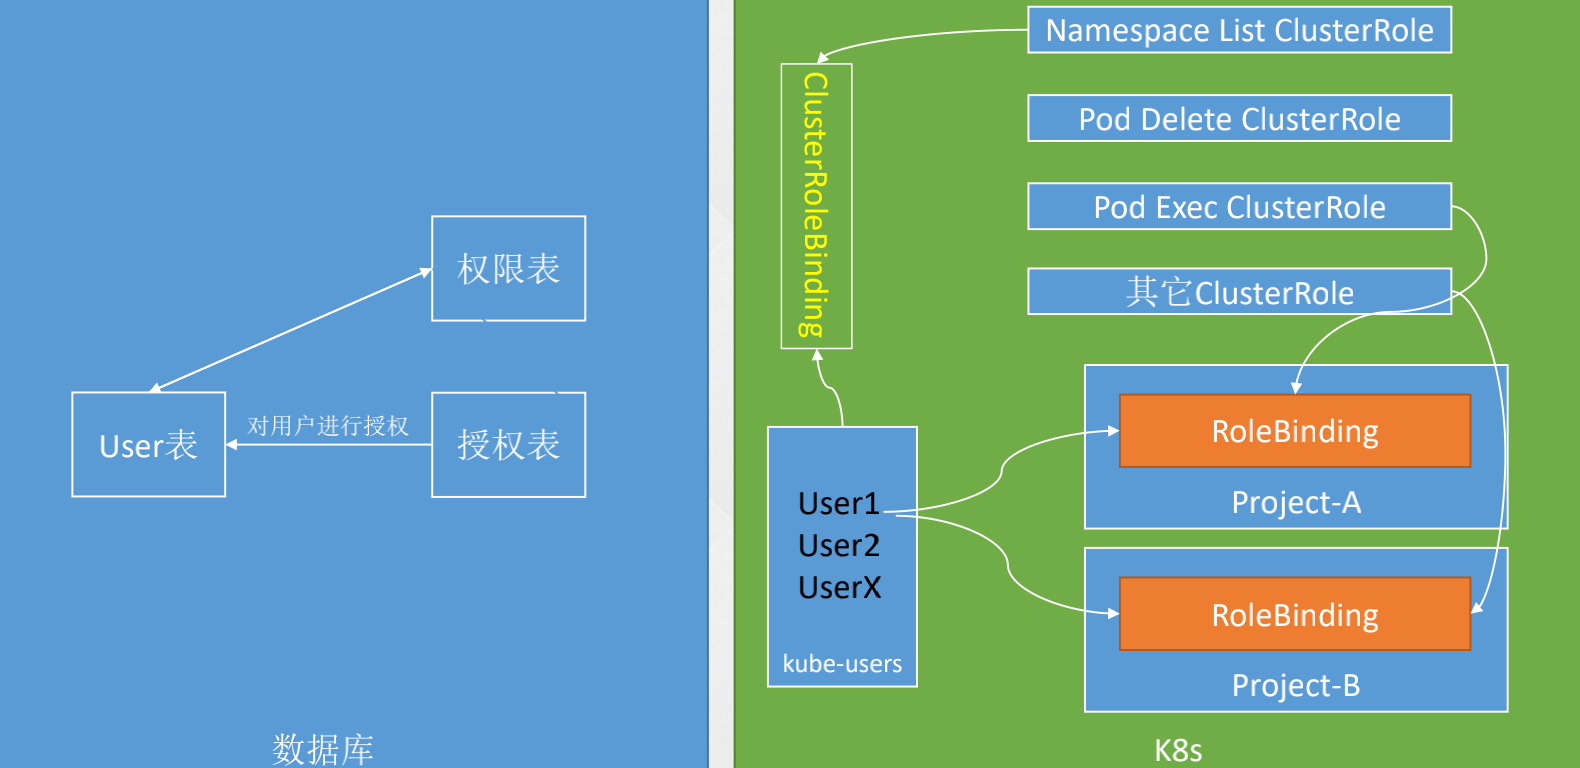 权限表
User表
对用户进行授权
授权表
数据库
Namespace List ClusterRole
ClusterRoleBinding
Pod Delete ClusterRole
Pod Exec ClusterRole
其它ClusterRole
RoleBinding
Project-A
User1
User2
UserX
kube-users
RoleBinding
Project-B
K8s